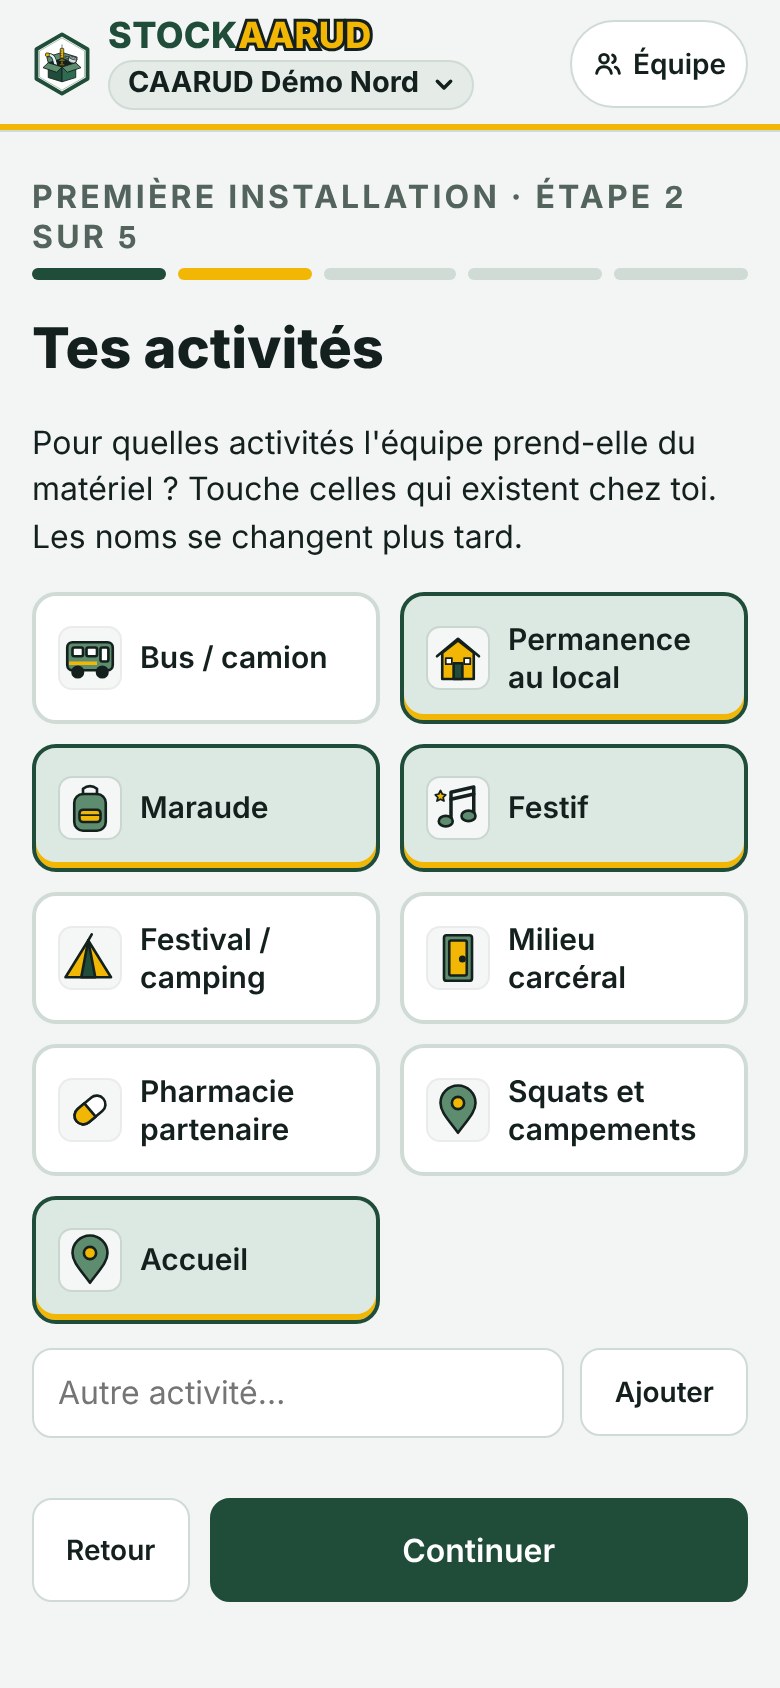 STOCKAARUD
CAARUD Démo Nord
Équipe
PREMIÈRE INSTALLATION · ÉTAPE 2
SUR 5
Tes activités
Pour quelles activités l'équipe prend-elle du
matériel ? Touche celles qui existent chez toi.
Les noms se changent plus tard.
Bus / camion
Permanence
au local
Maraude
Festif
Festival /
camping
Milieu
carcéral
Pharmacie
partenaire
Squats et
campements
Accueil
Autre activité...
Ajouter
Retour
Continuer